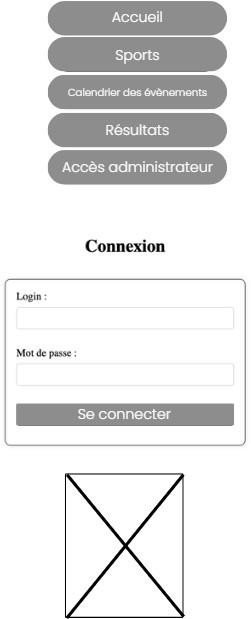 Accueil
Sports
Calendrier des évènements
Résultats
Accès administrateur
Connexion
Login :
Mot de passe :
Se connecter